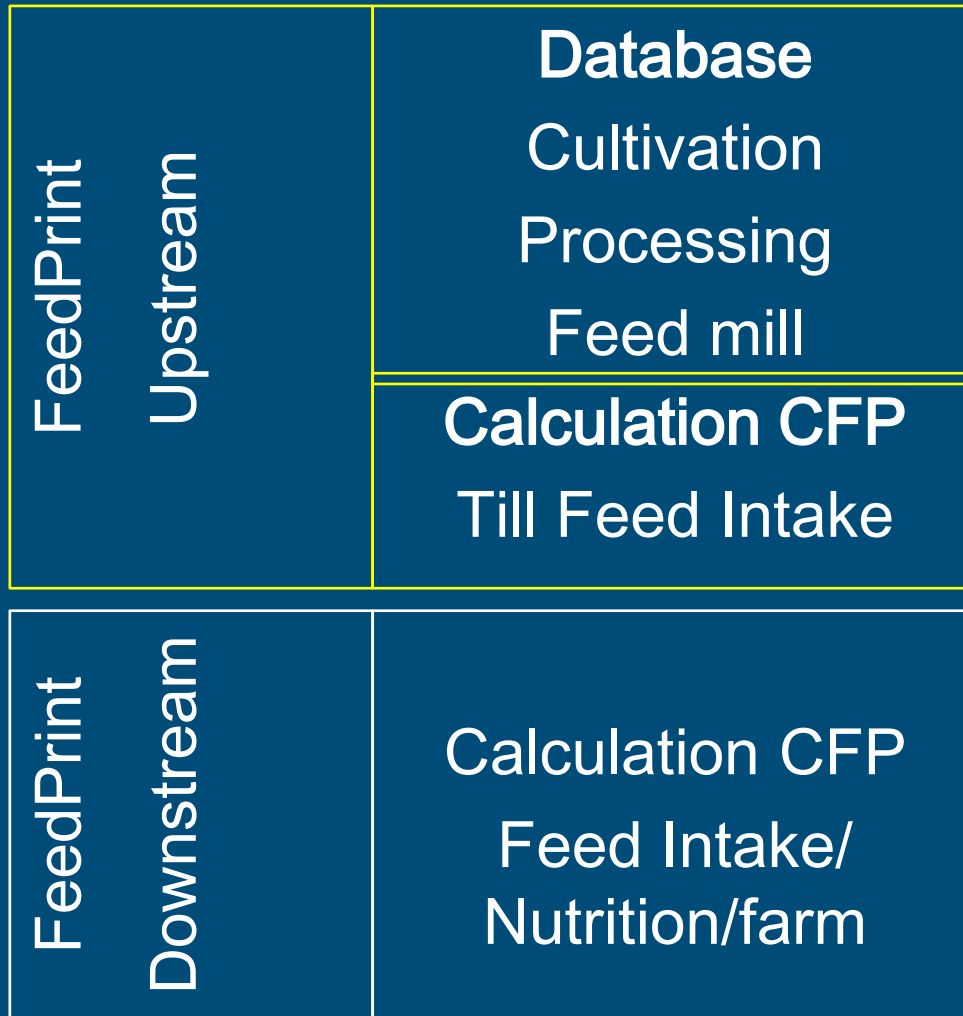 FeedPrint
Upstream
Database
Cultivation
Processing
Feed mill
Calculation CFP
Till Feed Intake
FeedPrint
Downstream
Calculation CFP
Feed Intake/
Nutrition/farm